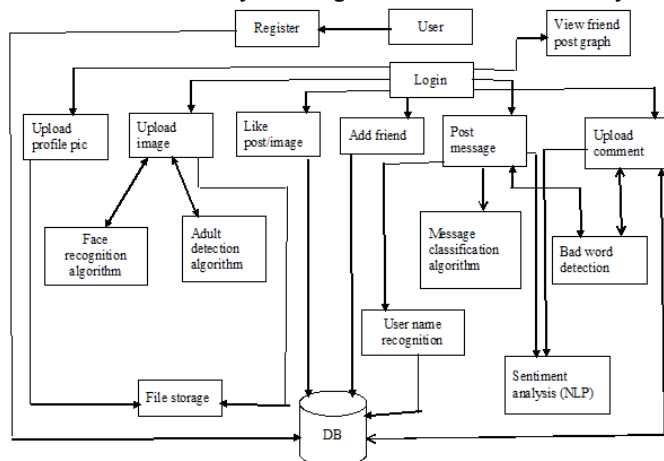 Register
User
View friend
post graph
Login
Upload
profile pic
Upload
image
Like
post/image
Add friend
Post
message
Upload
comment
Face
recognition
algorithm
Adult
detection
algorithm
Message
classification
algorithm
Bad word
detection
User name
recognition
Sentiment
analysis (NLP)
File storage
DB